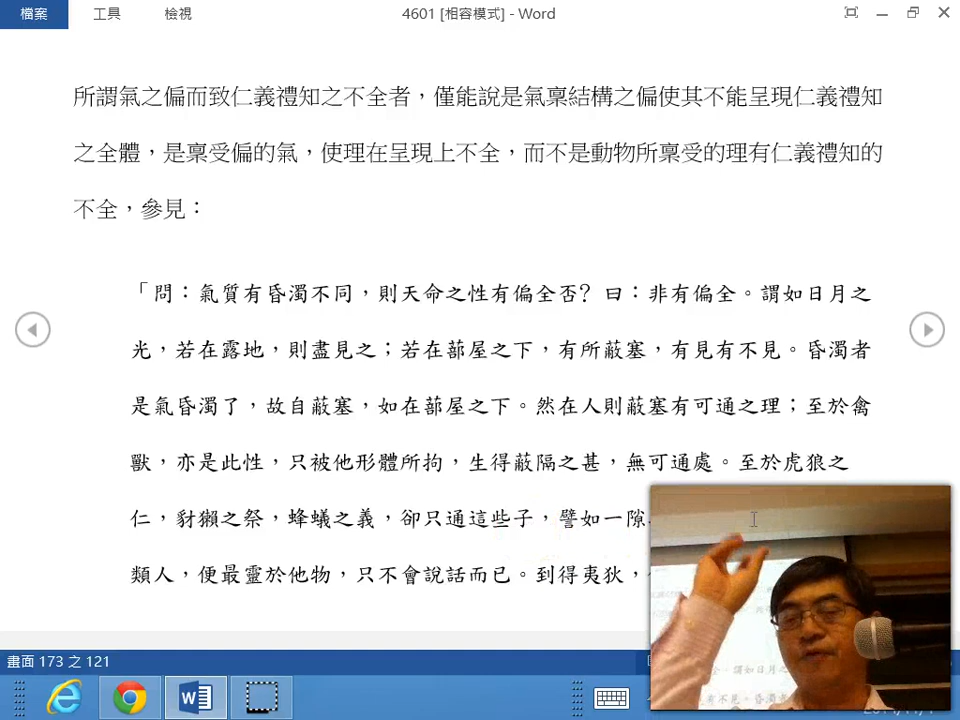 檔案 工具 檢視 4601 [相容模式] - Word
所謂氣之偏而致仁義禮知之不全者，僅能說是氣稟結構之偏使其不能呈現仁義禮知
之全體，是稟受偏的氣，使理在呈現上不全，而不是動物所稟受的理有仁義禮知的
不全，參見：
「問：氣質有昏濁不同，則天命之性有偏全否？曰：非有偏全。謂如日月之
光，若在露地，則盡見之；若在蔀屋之下，有所蔽塞，有見有不見。昏濁者
是氣昏濁了，故自蔽塞，如在蔀屋之下。然在人則蔽塞有可通之理；至於禽
獸，亦是此性，只被他形體所拘，生得蔽隔之甚，無可通處。至於虎狼之
仁，豺獺之祭，蜂蟻之義，卻只通這些子，譬如一隙
類人，便最靈於他物，只不會說話而已。到得夷狄，
畫面 173 之 121